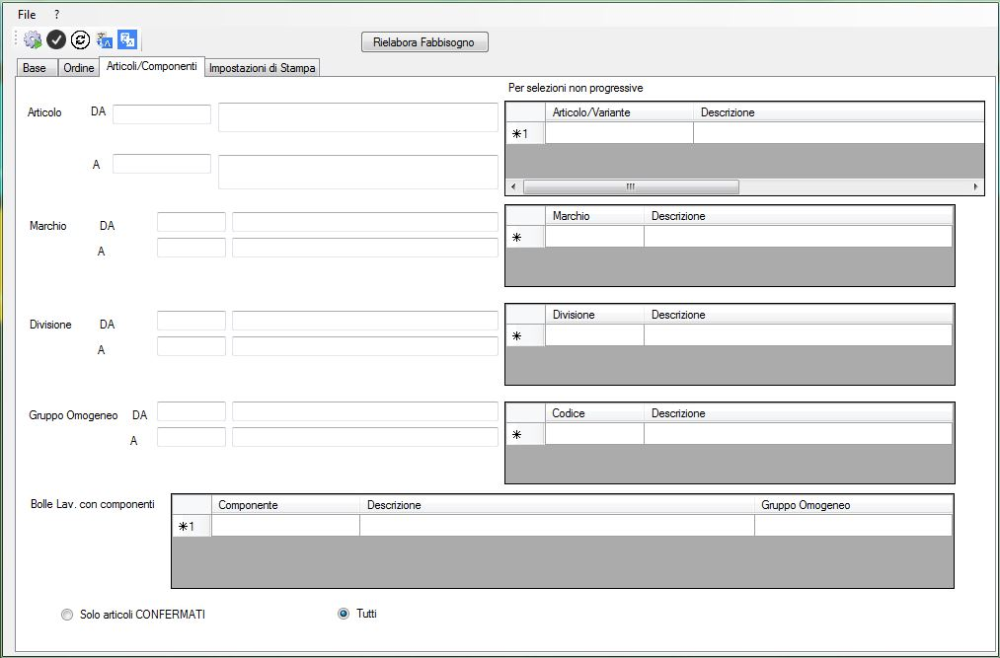 File ?
Rielabora Fabbisogno
Base Ordine Articoli/Componenti Impostazioni di Stampa
Per selezioni non progressive
Articolo DA
A
Articolo/Variante Descrizione
*1
Marchio DA
A
Marchio Descrizione
*
Divisione DA
A
Divisione Descrizione
*
Gruppo Omogeneo DA
A
Codice Descrizione
*
Bolle Lav. con componenti
Componente Descrizione Gruppo Omogeneo
*1
Solo articoli CONFERMATI Tutti